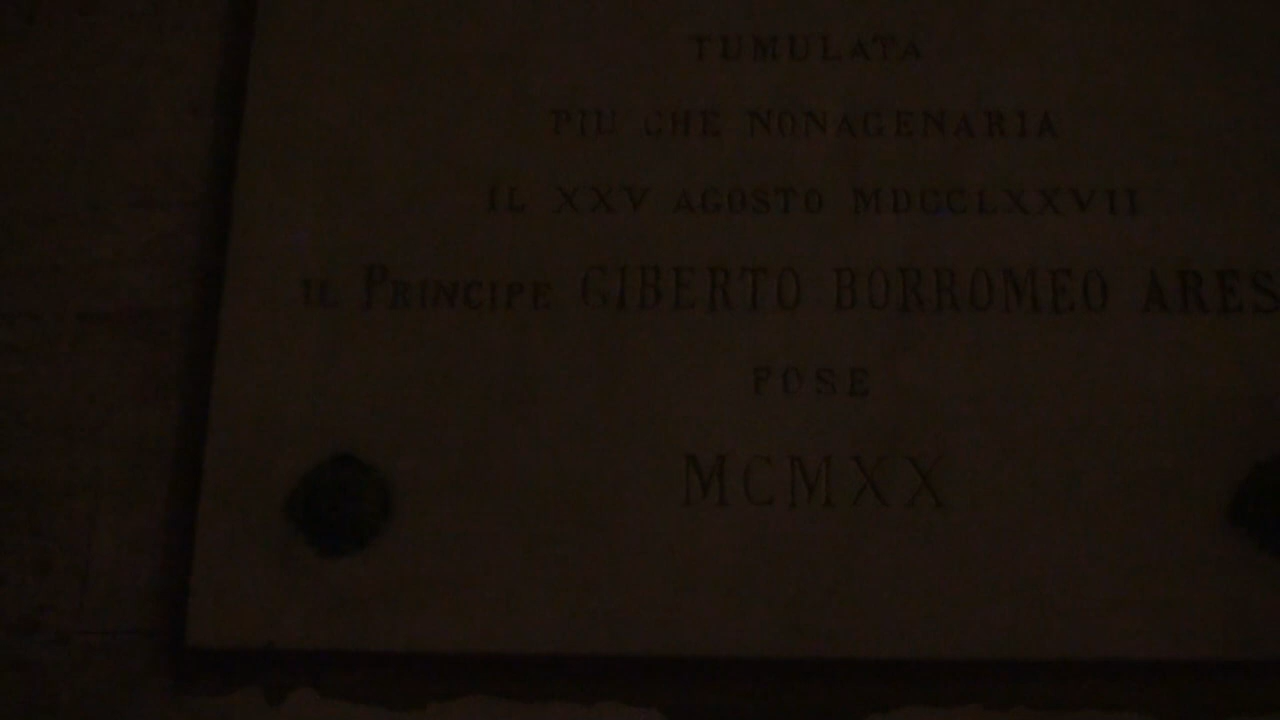 TUMULATA
PIU CHE NONAGENARIA
IL XXV AGOSTO MDCCLXXVII
IL PRINCIPE GIBERTO BORROMEO ARES
POSE
MCMXX